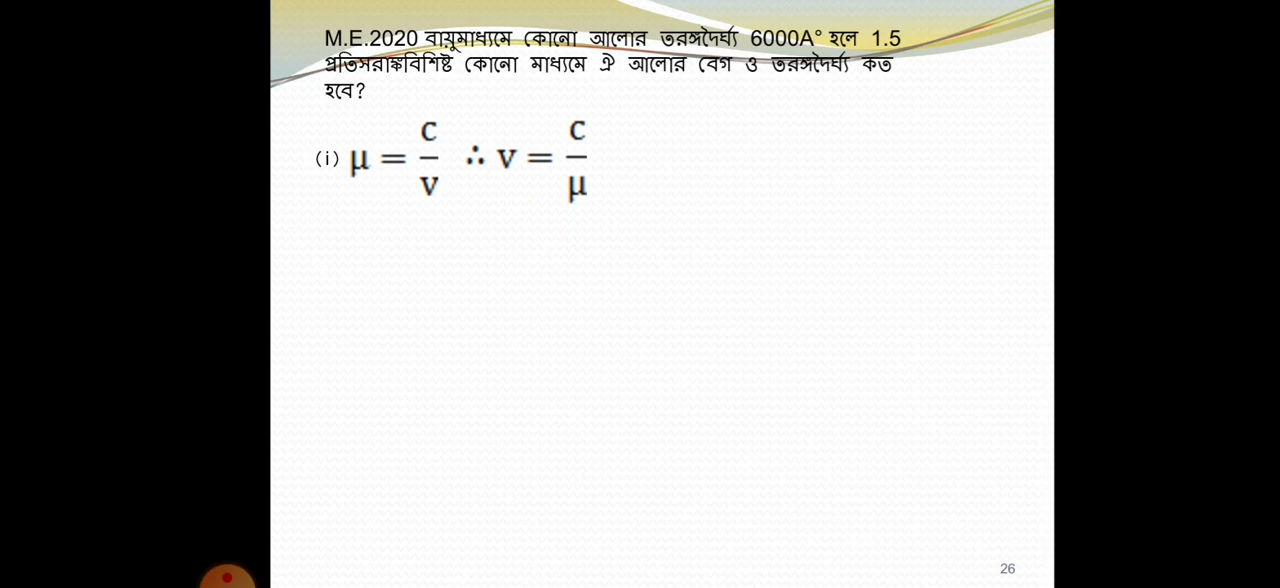 M.E.2020 বায়ুমাধ্যমে কোনো আলোর তরঙ্গদৈর্ঘ্য 6000A° হলে 1.5
প্রতিসরাঙ্কবিশিষ্ট কোনো মাধ্যমে ঐ আলোর বেগ ও তরঙ্গদৈর্ঘ্য কত
হবে?
(i) μ = c/v ∴ v = c/μ
26